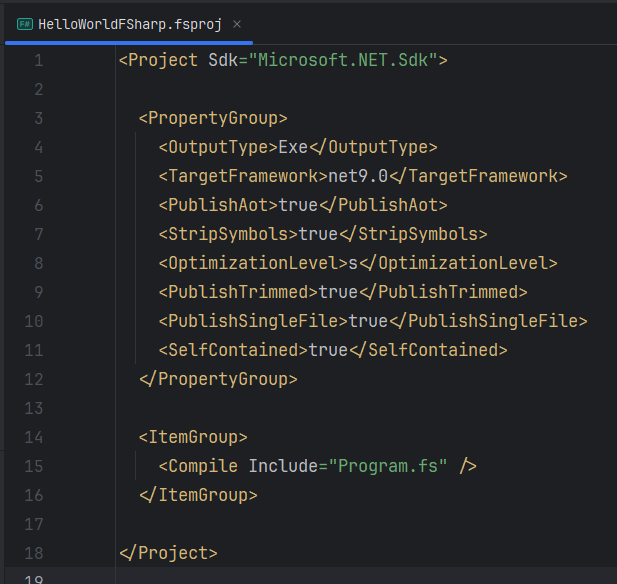 F# HelloWorldFSharp.fsproj ×
1 <Project Sdk="Microsoft.NET.Sdk">
2
3 <PropertyGroup>
4 <OutputType>Exe</OutputType>
5 <TargetFramework>net9.0</TargetFramework>
6 <PublishAot>true</PublishAot>
7 <StripSymbols>true</StripSymbols>
8 <OptimizationLevel>s</OptimizationLevel>
9 <PublishTrimmed>true</PublishTrimmed>
10 <PublishSingleFile>true</PublishSingleFile>
11 <SelfContained>true</SelfContained>
12 </PropertyGroup>
13
14 <ItemGroup>
15 <Compile Include="Program.fs" />
16 </ItemGroup>
17
18 </Project>
19